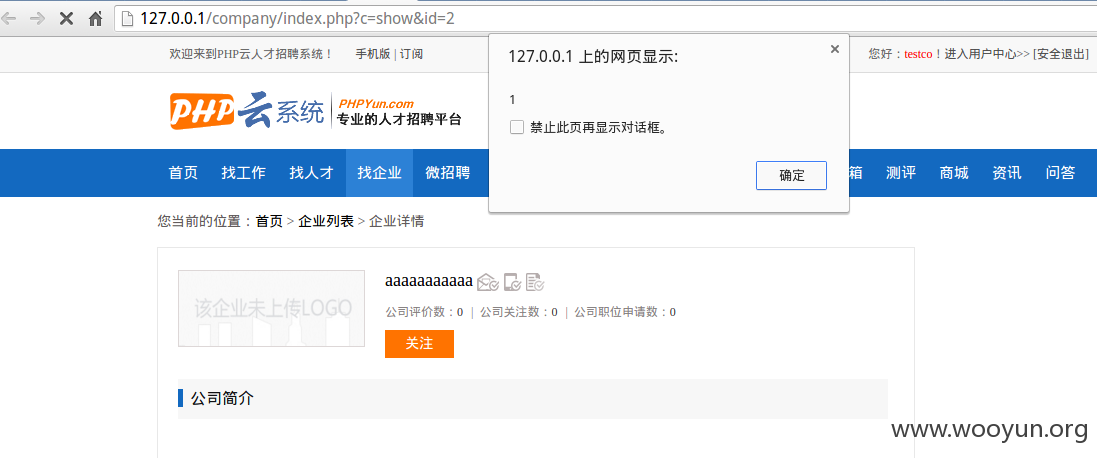 127.0.0.1/company/index.php?c=show&id=2
欢迎来到PHP云人才招聘系统！ 手机版 | 订阅
您好：testco！进入用户中心>> [安全退出]
127.0.0.1 上的网页显示:
1
禁止此页再显示对话框。
确定
PHP云系统
PHPYun.com
专业的人才招聘平台
首页 找工作 找人才 找企业 微招聘 箱 测评 商城 资讯 问答
您当前的位置：首页 > 企业列表 > 企业详情
该企业未上传LOGO
aaaaaaaaaaa
公司评价数：0 | 公司关注数：0 | 公司职位申请数：0
关注
公司简介
www.wooyun.org